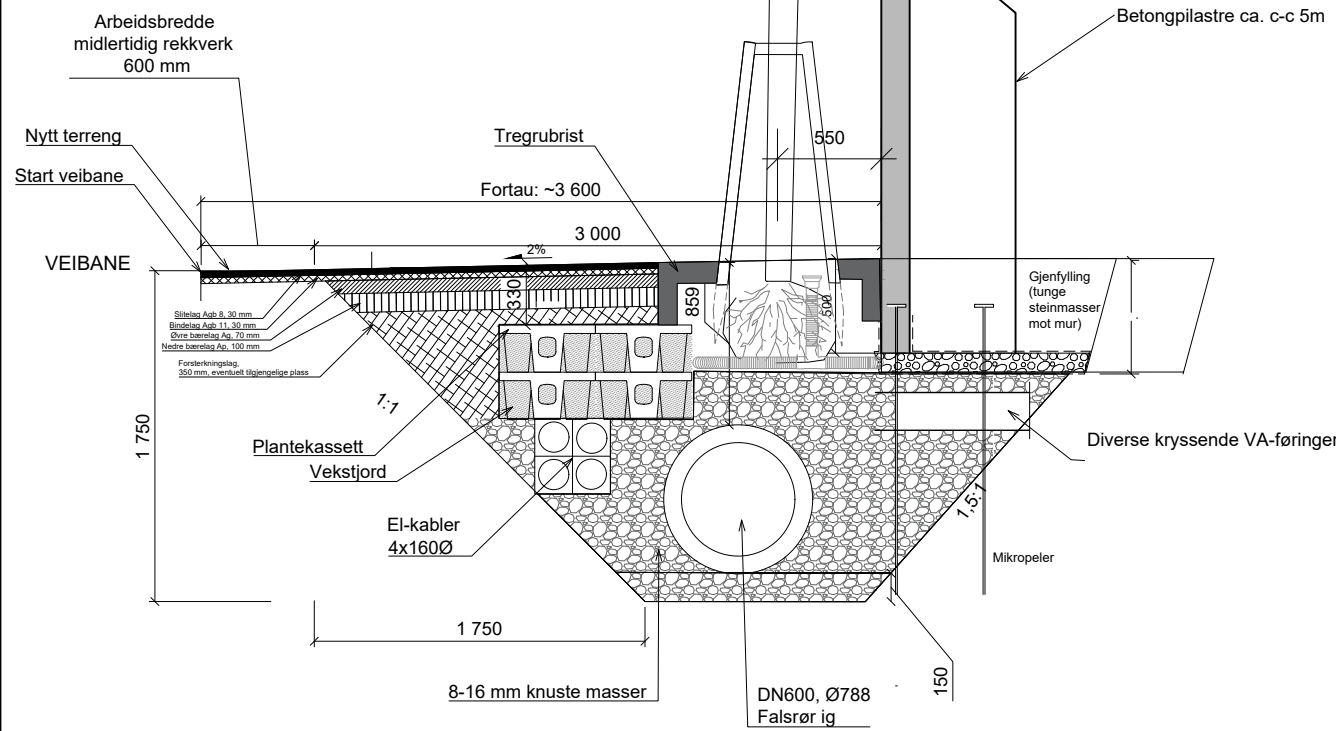 Arbeidsbredde
midlertidig rekkverk
600 mm
Betongpilastre ca. c-c 5m
Nytt terreng
Start veibane
Tregrubrist
550
Fortau: ~3 600
3 000
2%
VEIBANE
Slitelag Agb 8, 30 mm
Bindelag Agb 11, 30 mm
Øvre bærelag Ag, 70 mm
Nedre bærelag Ap, 100 mm
Forsterkningslag,
350 mm, eventuelt tilgjengelige plass
330
859
500
Gjenfylling
(tunge
steinmasser
mot mur)
1 750
1:1
Plantekassett
Vekstjord
El-kabler
4x160Ø
Diverse kryssende VA-føringer
1,5:1
Mikropeler
1 750
8-16 mm knuste masser
DN600, Ø788
Falsrør ig
150